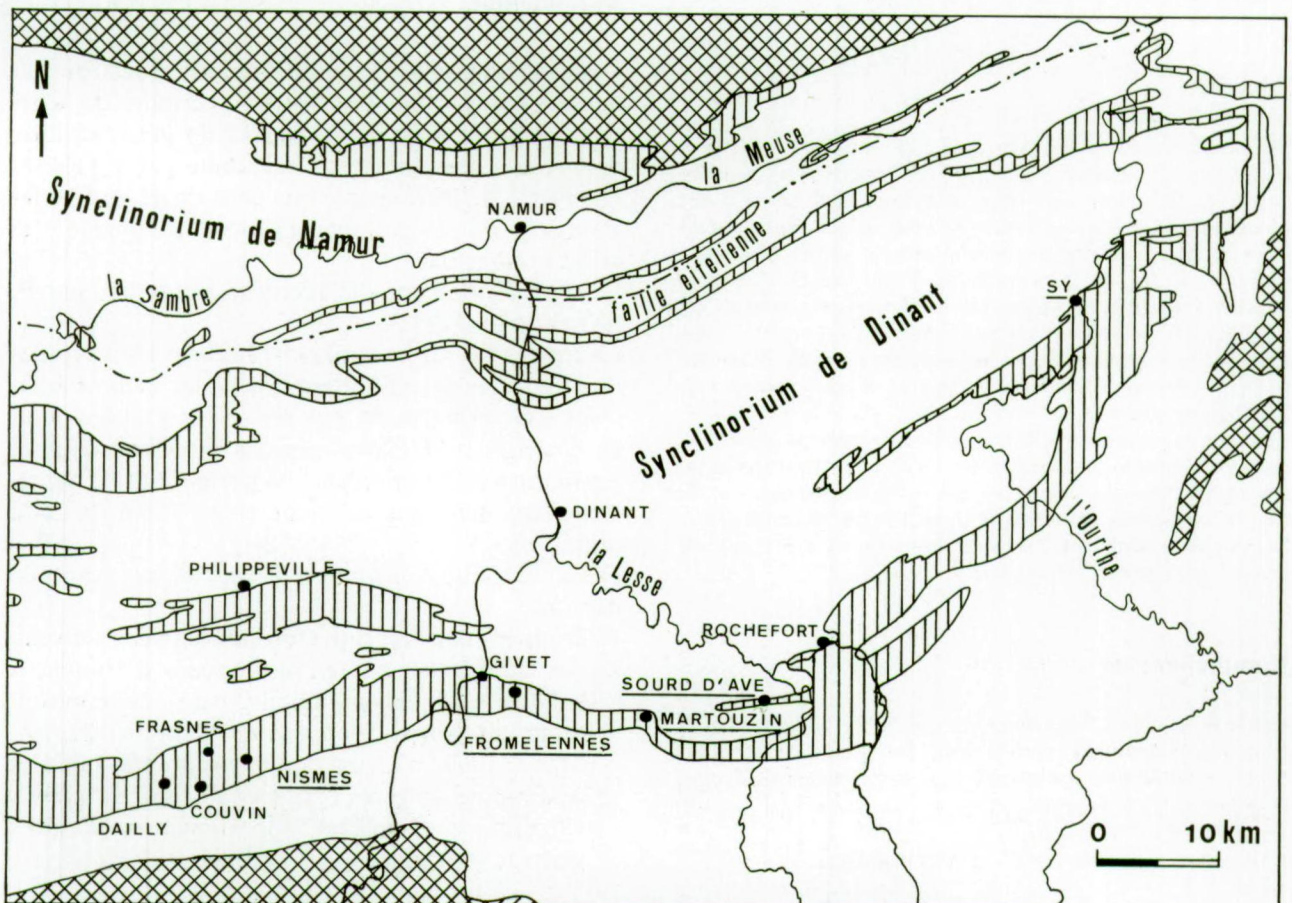 N
Synclinorium de Namur
NAMUR
la Meuse
la Sambre
faille eifelienne
Synclinorium de Dinant
SY
DINANT
la Lesse
l'Ourthe
PHILIPPEVILLE
ROCHEFORT
GIVET
SOURD D'AVE
MARTOUZIN
FRASNES
FROMELENNES
NISMES
COUVIN
DAILLY
0 10 km